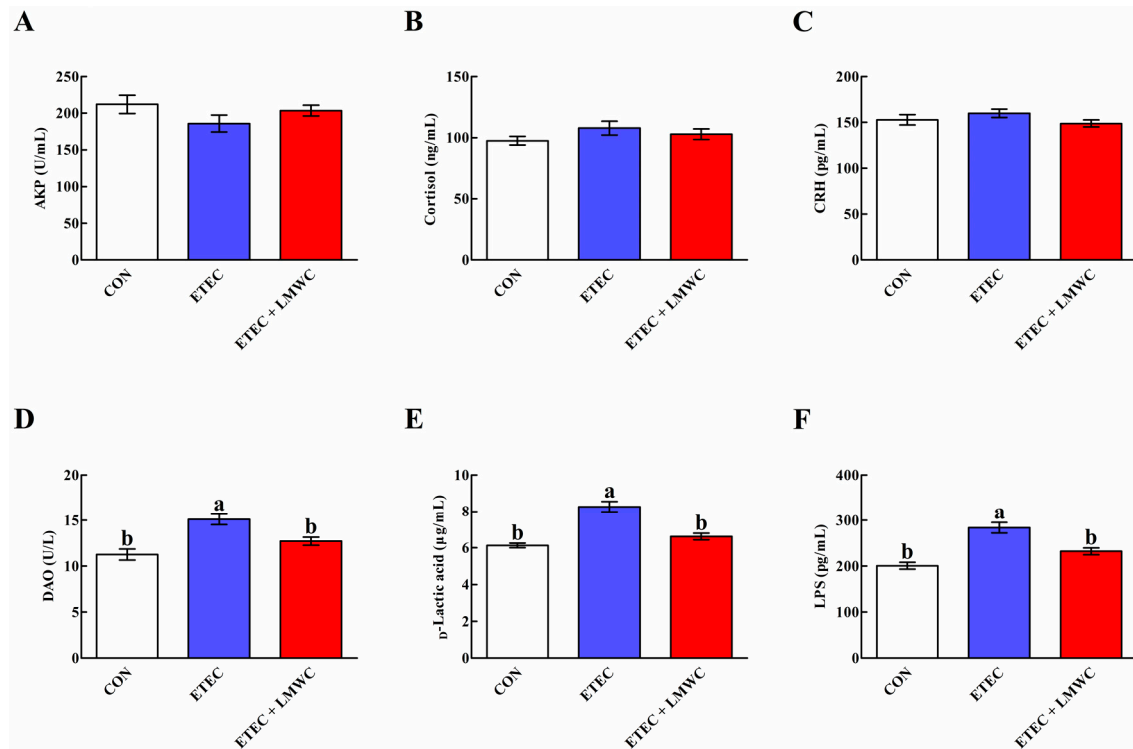 A
AKP (U/mL)
250
200
150
100
50
0
CON
ETEC
ETEC + LMWC
B
Cortisol (ng/mL)
150
100
50
0
CON
ETEC
ETEC + LMWC
C
CRH (pg/mL)
200
150
100
50
0
CON
ETEC
ETEC + LMWC
D
DAO (U/L)
20
15
10
5
0
b
a
b
CON
ETEC
ETEC + LMWC
E
D-Lactic acid (µg/mL)
10
8
6
4
2
0
b
a
b
CON
ETEC
ETEC + LMWC
F
LPS (pg/mL)
400
300
200
100
0
b
a
b
CON
ETEC
ETEC + LMWC